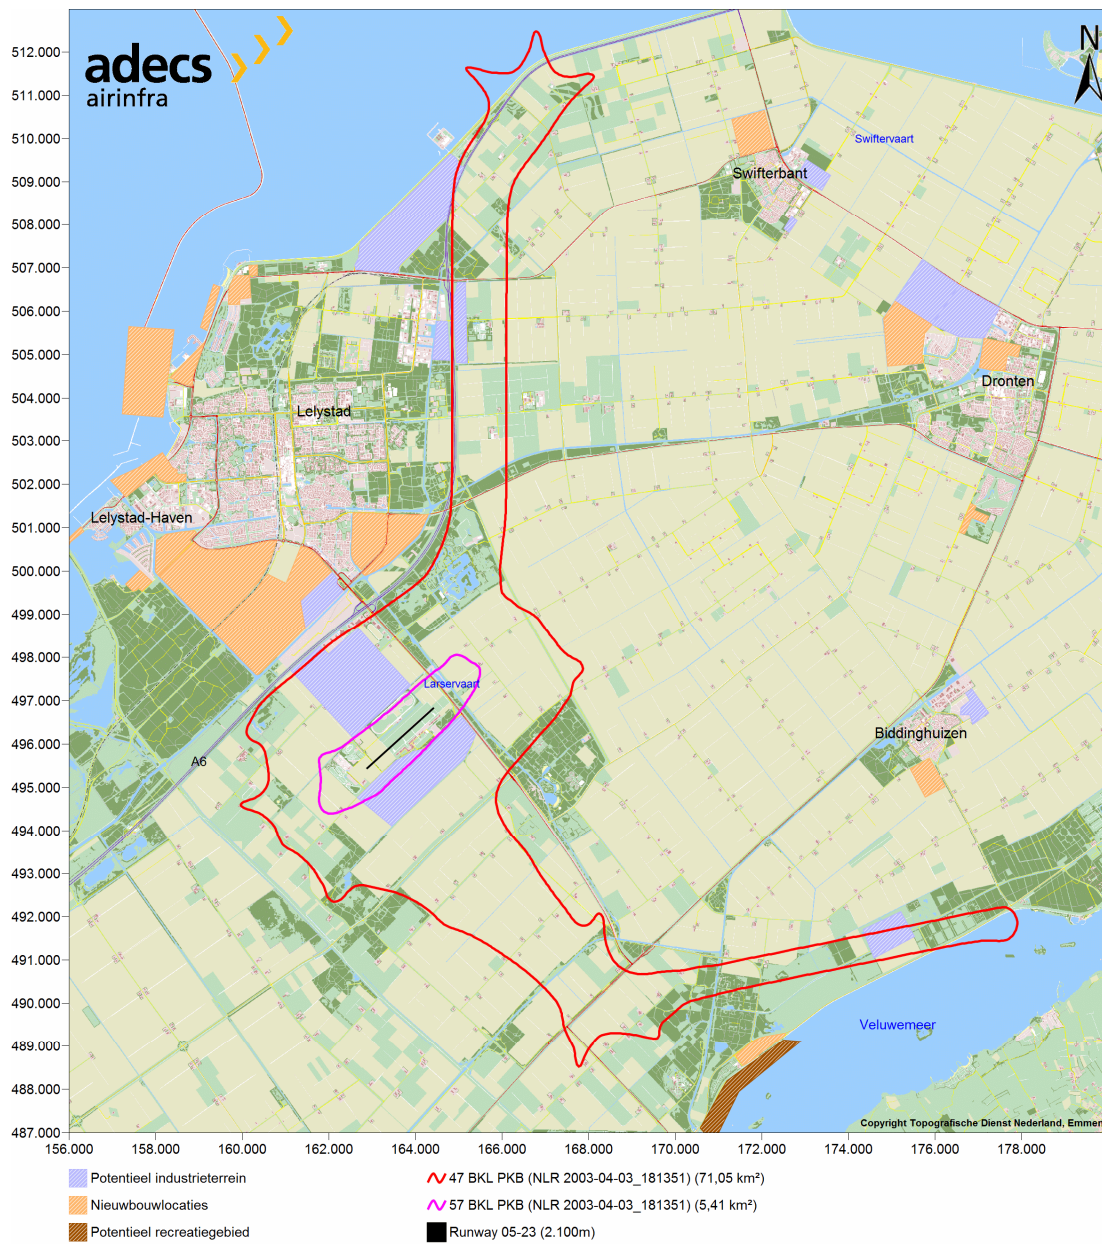 adecs
airinfra
N
512.000
511.000
510.000
509.000
508.000
507.000
506.000
505.000
504.000
503.000
502.000
501.000
500.000
499.000
498.000
497.000
496.000
495.000
494.000
493.000
492.000
491.000
490.000
489.000
488.000
487.000
Swiftervaart
Swifterbant
Dronten
Lelystad
Lelystad-Haven
Larservaart
Biddinghuizen
A6
Veluwemeer
Copyright Topografische Dienst Nederland, Emmen
156.000 158.000 160.000 162.000 164.000 166.000 168.000 170.000 172.000 174.000 176.000 178.000
Potentieel industrieterrein
Nieuwbouwlocaties
Potentieel recreatiegebied
47 BKL PKB (NLR 2003-04-03_181351) (71,05 km²)
57 BKL PKB (NLR 2003-04-03_181351) (5,41 km²)
Runway 05-23 (2.100m)